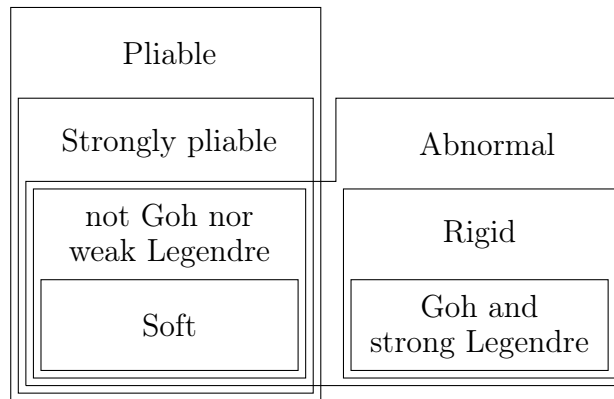 Pliable
Strongly pliable
Abnormal
not Goh nor
weak Legendre
Rigid
Soft
Goh and
strong Legendre